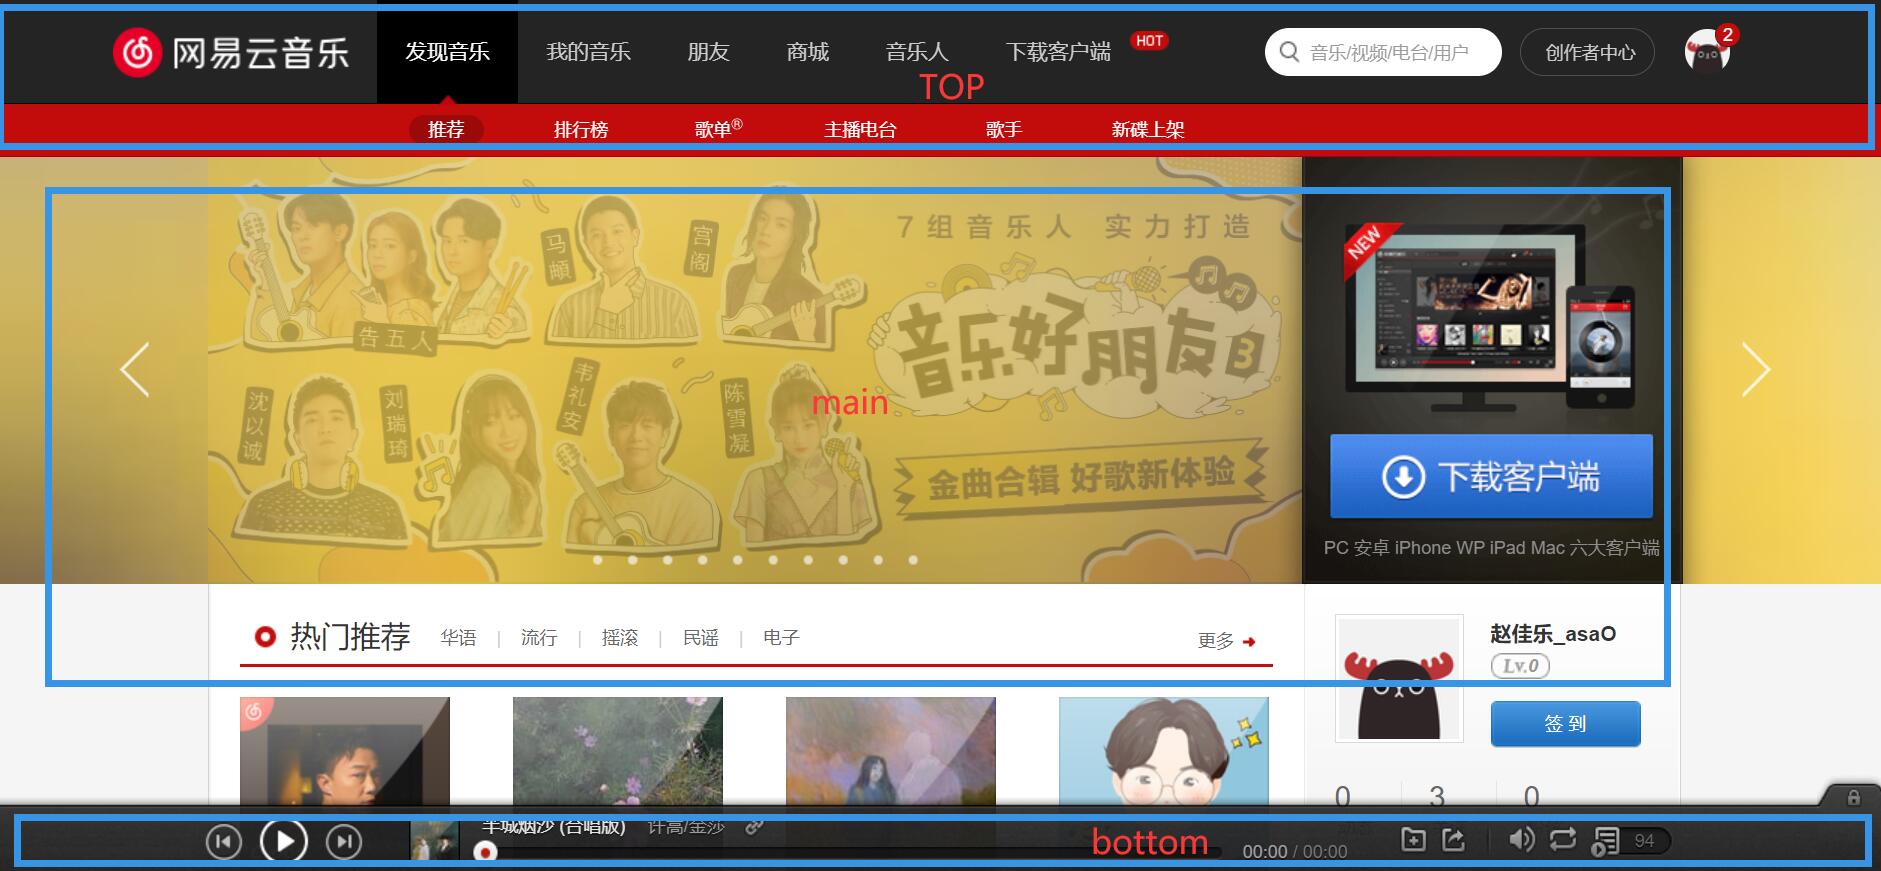 网易云音乐
发现音乐 我的音乐 朋友 商城 音乐人 下载客户端 HOT 音乐/视频/电台/用户 创作者中心 2
TOP
推荐 排行榜 歌单® 主播电台 歌手 新碟上架
7组音乐人 实力打造
马頔
宫阁
告五人
音乐好朋友3
沈以诚
刘瑞琦
韦礼安
陈雪凝
金曲合辑 好歌新体验
main
NEW
下载客户端
PC 安卓 iPhone WP iPad Mac 六大客户端
热门推荐 华语 | 流行 | 摇滚 | 民谣 | 电子 更多
赵佳乐_asaO
Lv.0
签 到
0 3 0
半城烟沙 (合唱版) 许嵩/金莎
bottom
00:00 / 00:00
94